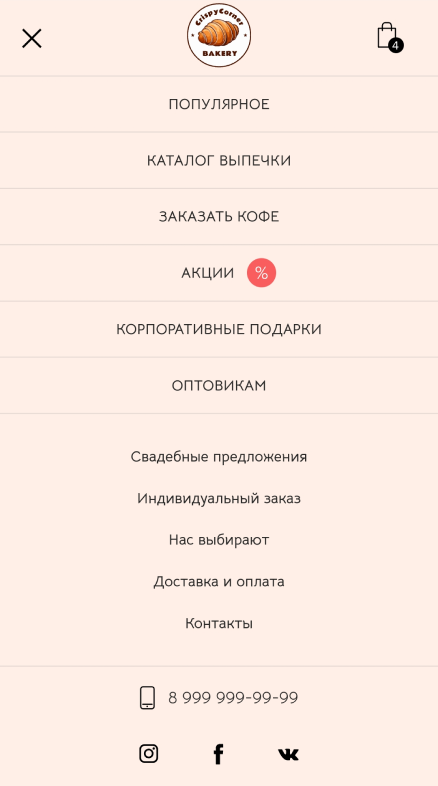 CrispyCorner
BAKERY
4
ПОПУЛЯРНОЕ
КАТАЛОГ ВЫПЕЧКИ
ЗАКАЗАТЬ КОФЕ
АКЦИИ %
КОРПОРАТИВНЫЕ ПОДАРКИ
ОПТОВИКАМ
Свадебные предложения
Индивидуальный заказ
Нас выбирают
Доставка и оплата
Контакты
8 999 999-99-99